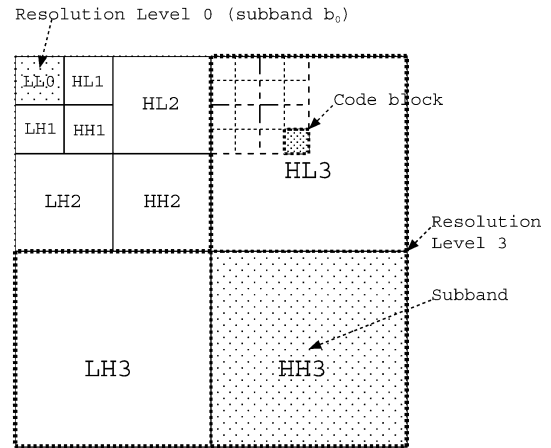 Resolution Level 0 (subband b₀)
LL0 HL1
HL2
Code block
LH1 HH1
HL3
LH2 HH2
Resolution
Level 3
Subband
LH3 HH3